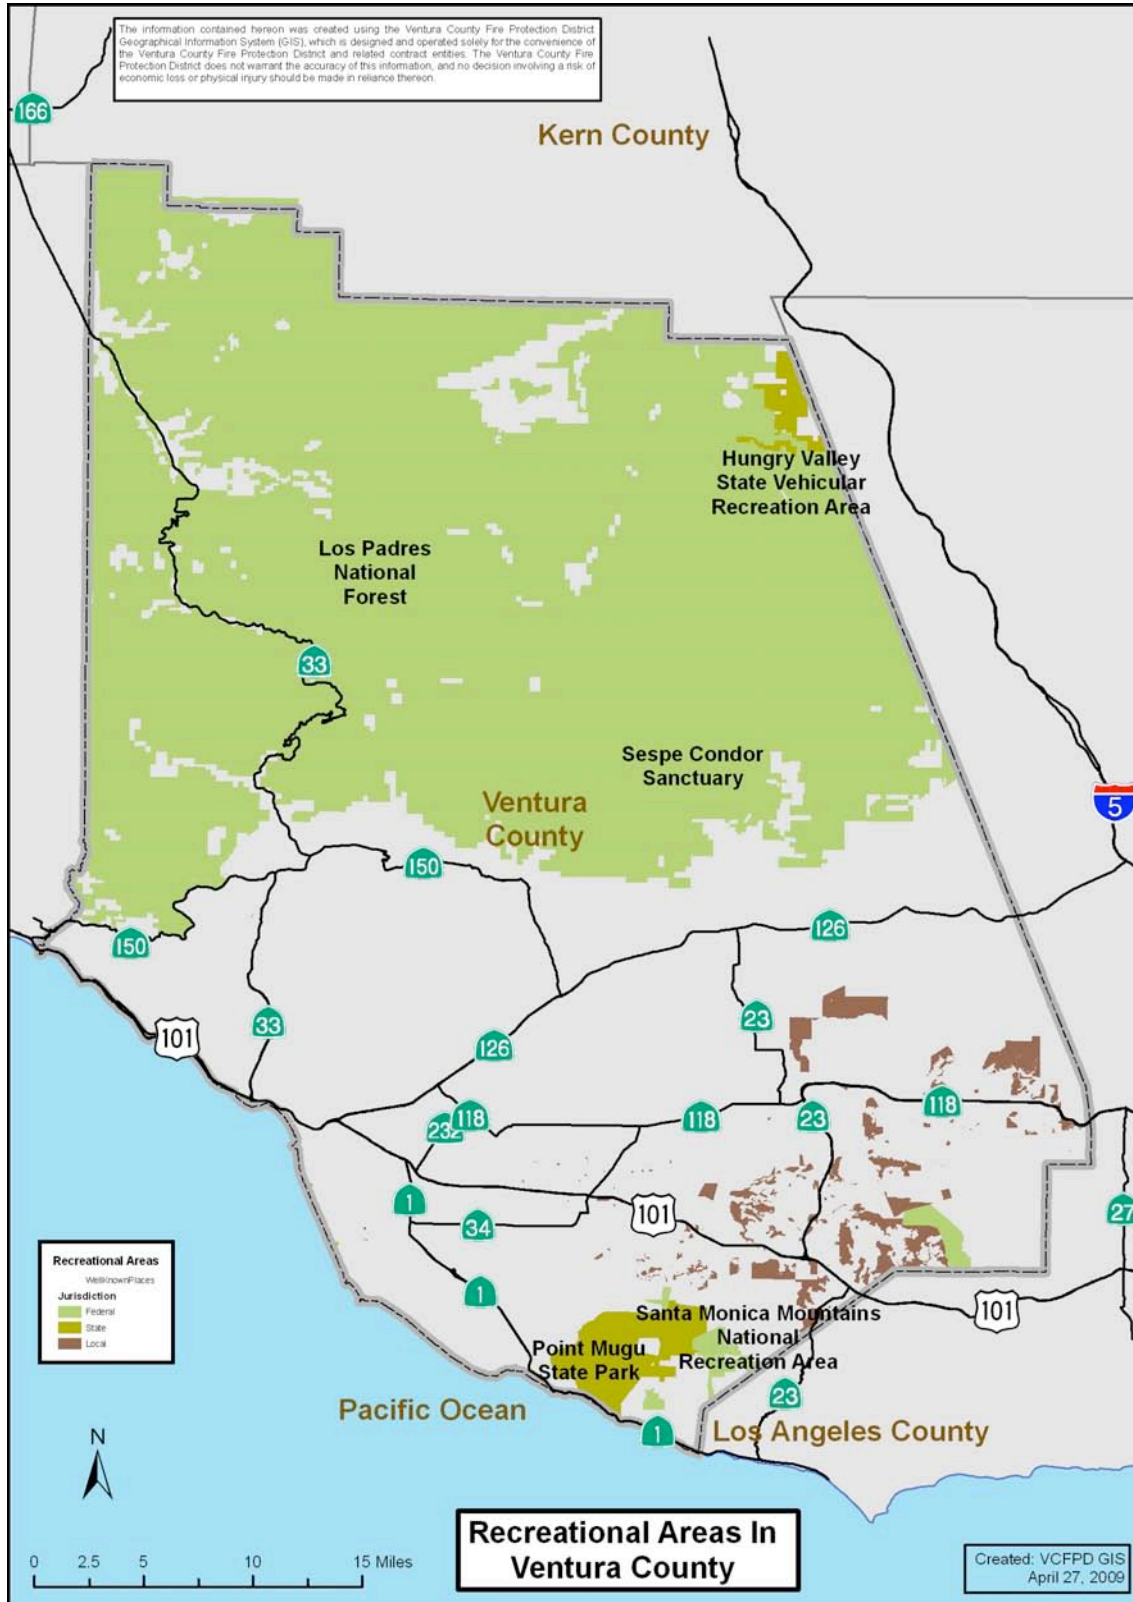 The information contained hereon was created using the Ventura County Fire Protection District
Geographical Information System (GIS), which is designed and operated solely for the convenience of
the Ventura County Fire Protection District and related contract entities. The Ventura County Fire
Protection District does not warrant the accuracy of this information, and no decision involving a risk of
economic loss or physical injury should be made in reliance thereon.
166
Kern County
Hungry Valley
State Vehicular
Recreation Area
Los Padres
National
Forest
33
Sespe Condor
Sanctuary
5
Ventura
County
150
150
126
33
101
23
126
118
232
118
23
118
1
34
101
27
Recreational Areas
WellKnownPlaces
Jurisdiction
Federal
State
Local
1
101
Santa Monica Mountains
National
Recreation Area
Point Mugu
State Park
23
Pacific Ocean
1
Los Angeles County
N
Recreational Areas In
Ventura County
0 2.5 5 10 15 Miles
Created: VCFPD GIS
April 27, 2009